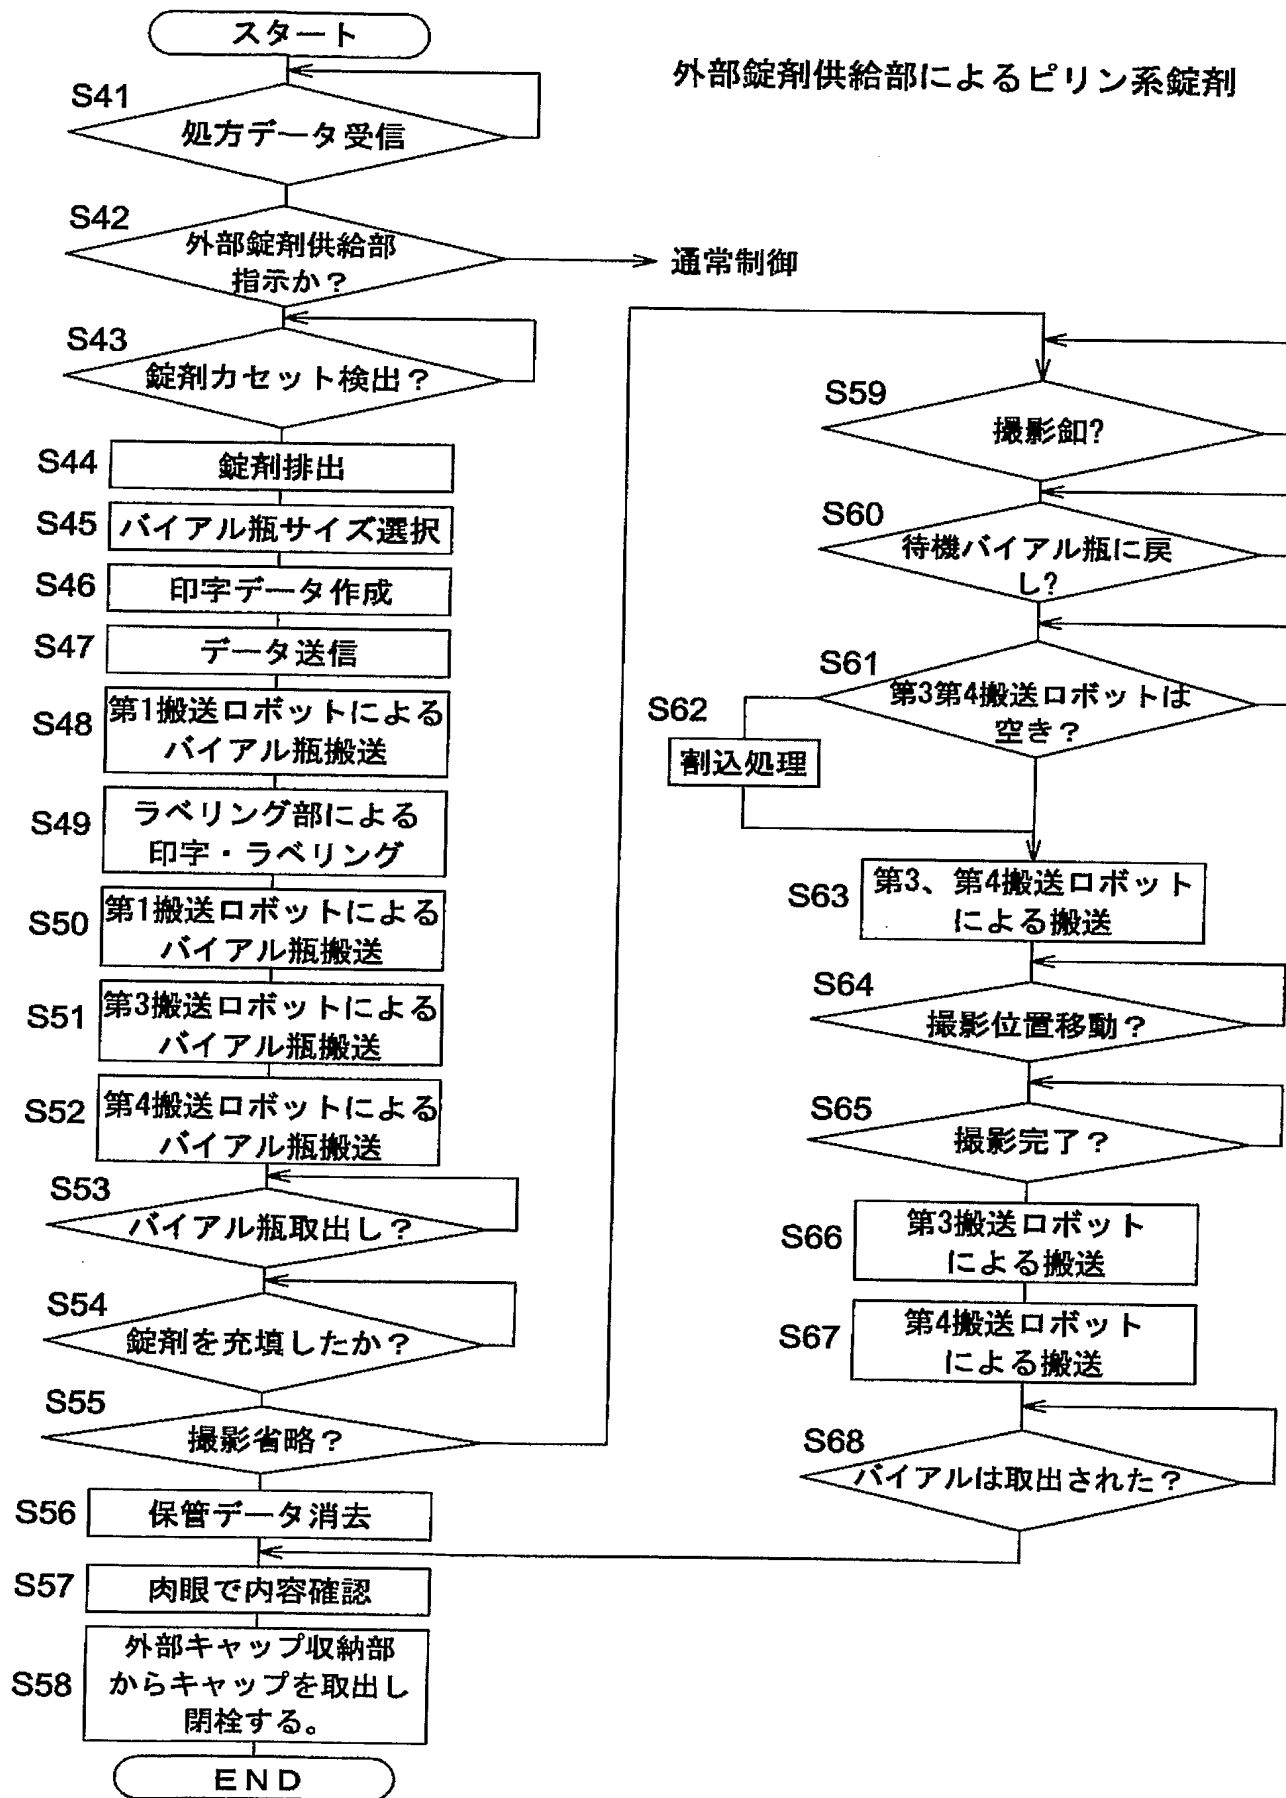 スタート
外部錠剤供給部によるピリン系錠剤
S41
処方データ受信
S42
外部錠剤供給部
指示か？
通常制御
S43
錠剤カセット検出？
S44
錠剤排出
S45
バイアル瓶サイズ選択
S46
印字データ作成
S47
データ送信
S48
第1搬送ロボットによる
バイアル瓶搬送
S49
ラベリング部による
印字・ラベリング
S50
第1搬送ロボットによる
バイアル瓶搬送
S51
第3搬送ロボットによる
バイアル瓶搬送
S52
第4搬送ロボットによる
バイアル瓶搬送
S53
バイアル瓶取出し？
S54
錠剤を充填したか？
S55
撮影省略？
S56
保管データ消去
S57
肉眼で内容確認
S58
外部キャップ収納部
からキャップを取出し
閉栓する。
END
S59
撮影釦?
S60
待機バイアル瓶に戻
し?
S61
第3第4搬送ロボットは
空き？
S62
割込処理
S63
第3、第4搬送ロボット
による搬送
S64
撮影位置移動？
S65
撮影完了？
S66
第3搬送ロボット
による搬送
S67
第4搬送ロボット
による搬送
S68
バイアルは取出された？